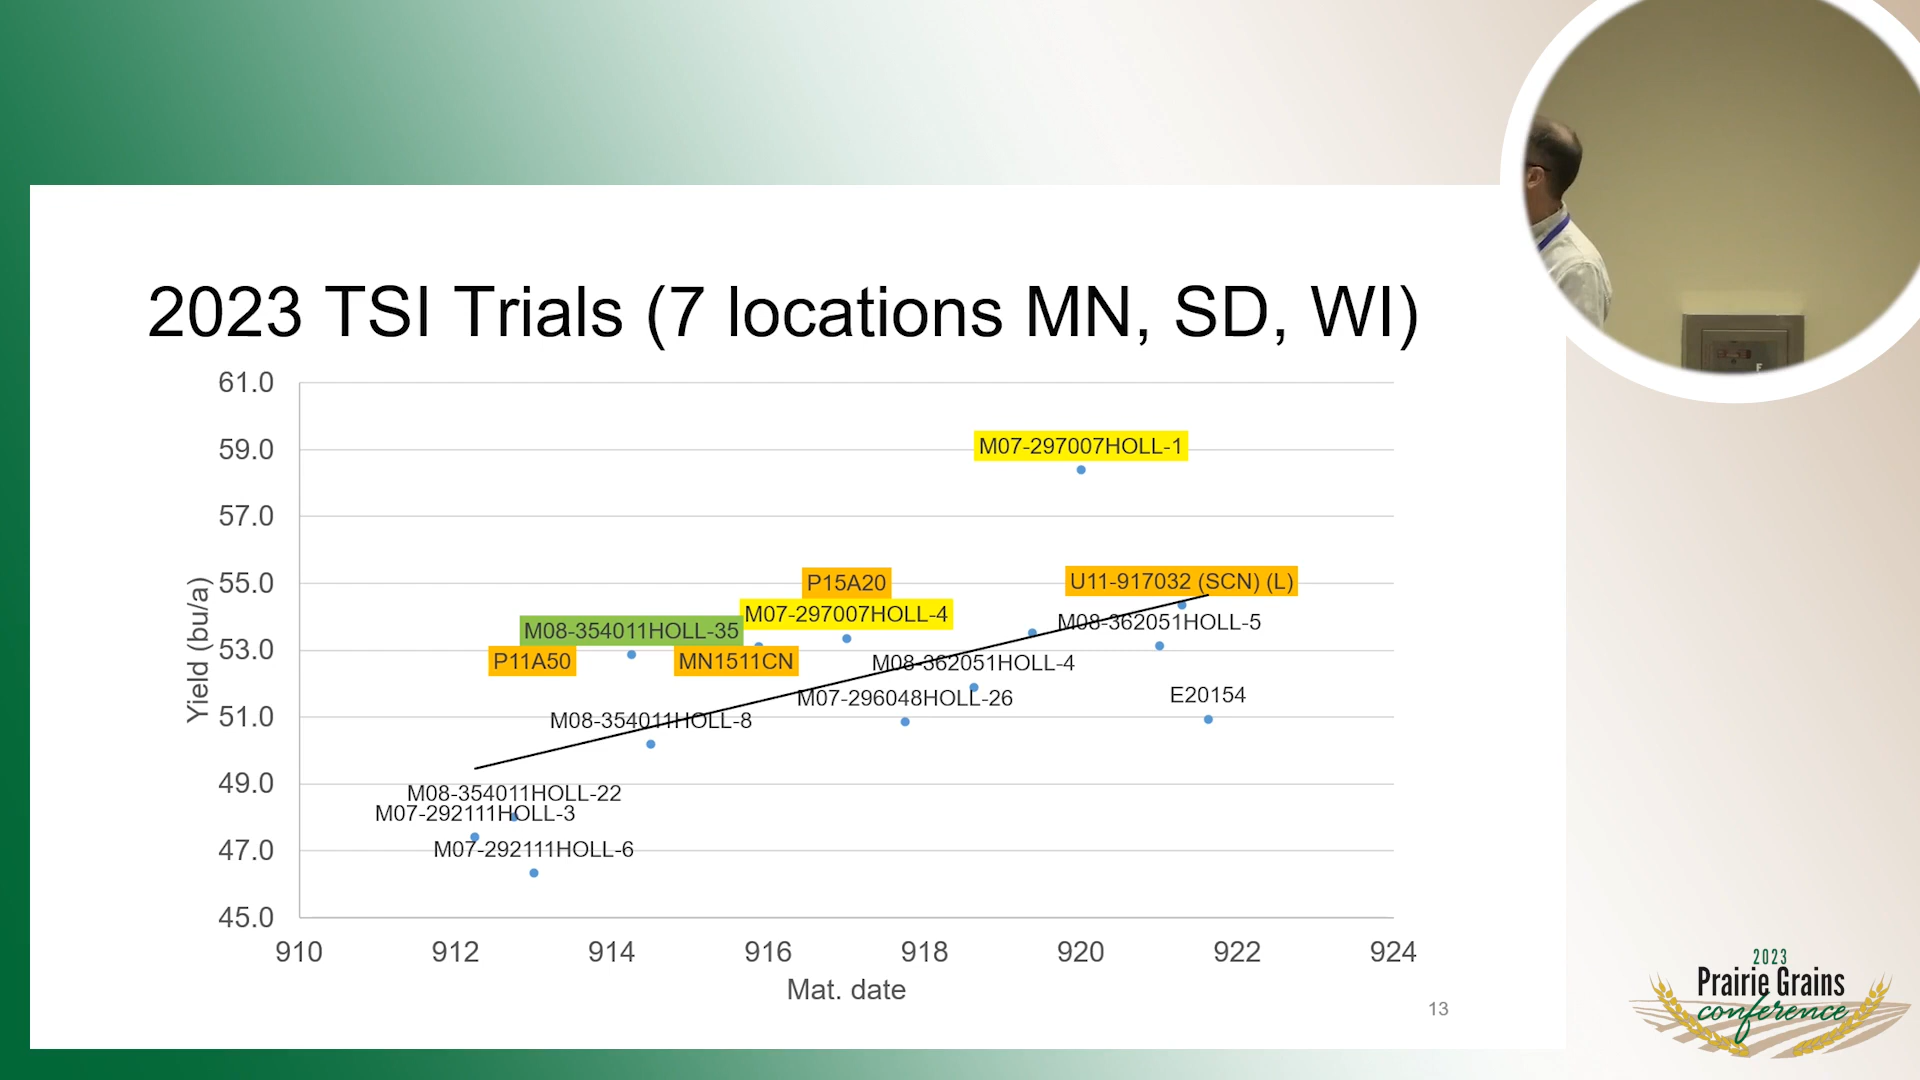 2023 TSI Trials (7 locations MN, SD, WI)
61.0
59.0
57.0
55.0
53.0
51.0
49.0
47.0
45.0
Yield (bu/a)
M07-297007HOLL-1
P15A20
U11-917032 (SCN) (L)
M07-297007HOLL-4
M08-362051HOLL-5
M08-354011HOLL-35
P11A50
MN1511CN
M08-362051HOLL-4
M07-296048HOLL-26
E20154
M08-354011HOLL-8
M08-354011HOLL-22
M07-292111HOLL-3
M07-292111HOLL-6
910 912 914 916 918 920 922 924
Mat. date
13
2023
Prairie Grains
conference